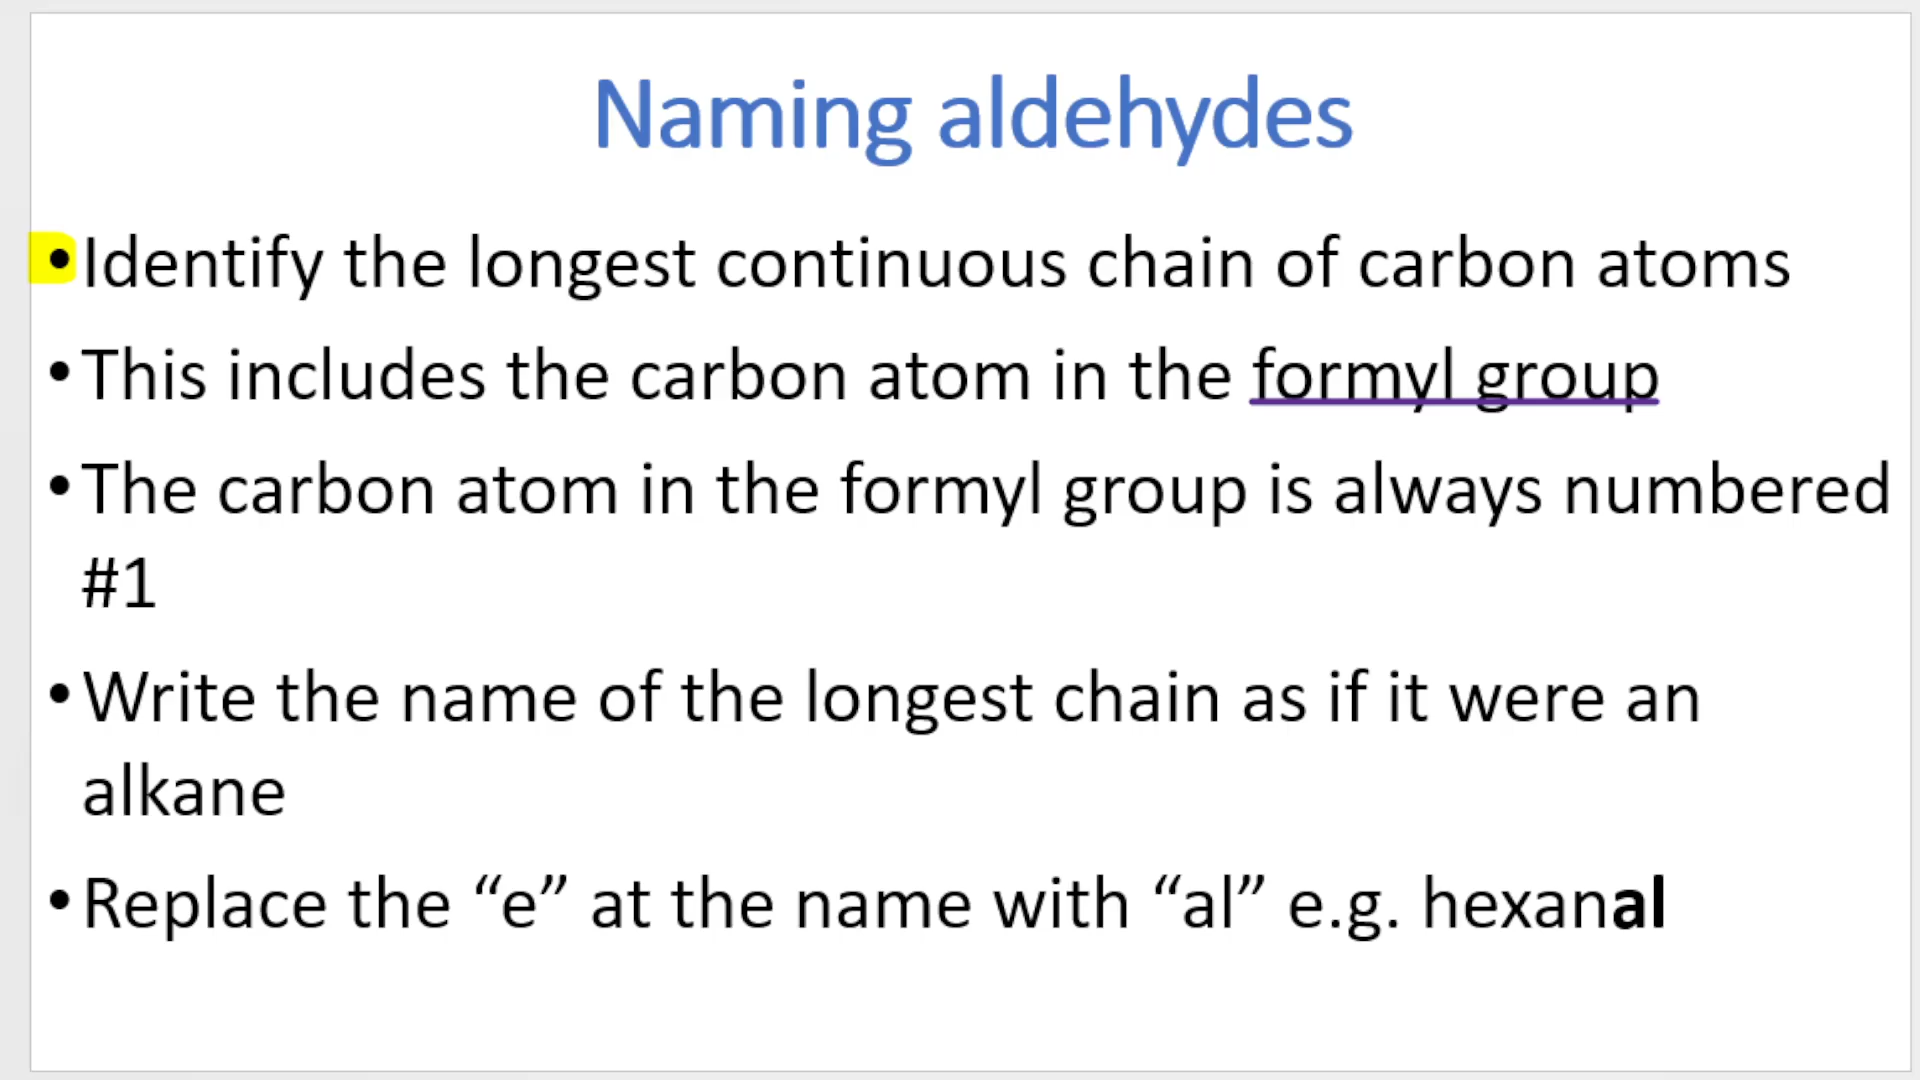 Naming aldehydes
•Identify the longest continuous chain of carbon atoms
•This includes the carbon atom in the formyl group
•The carbon atom in the formyl group is always numbered
#1
•Write the name of the longest chain as if it were an
alkane
•Replace the “e” at the name with “al” e.g. hexanal